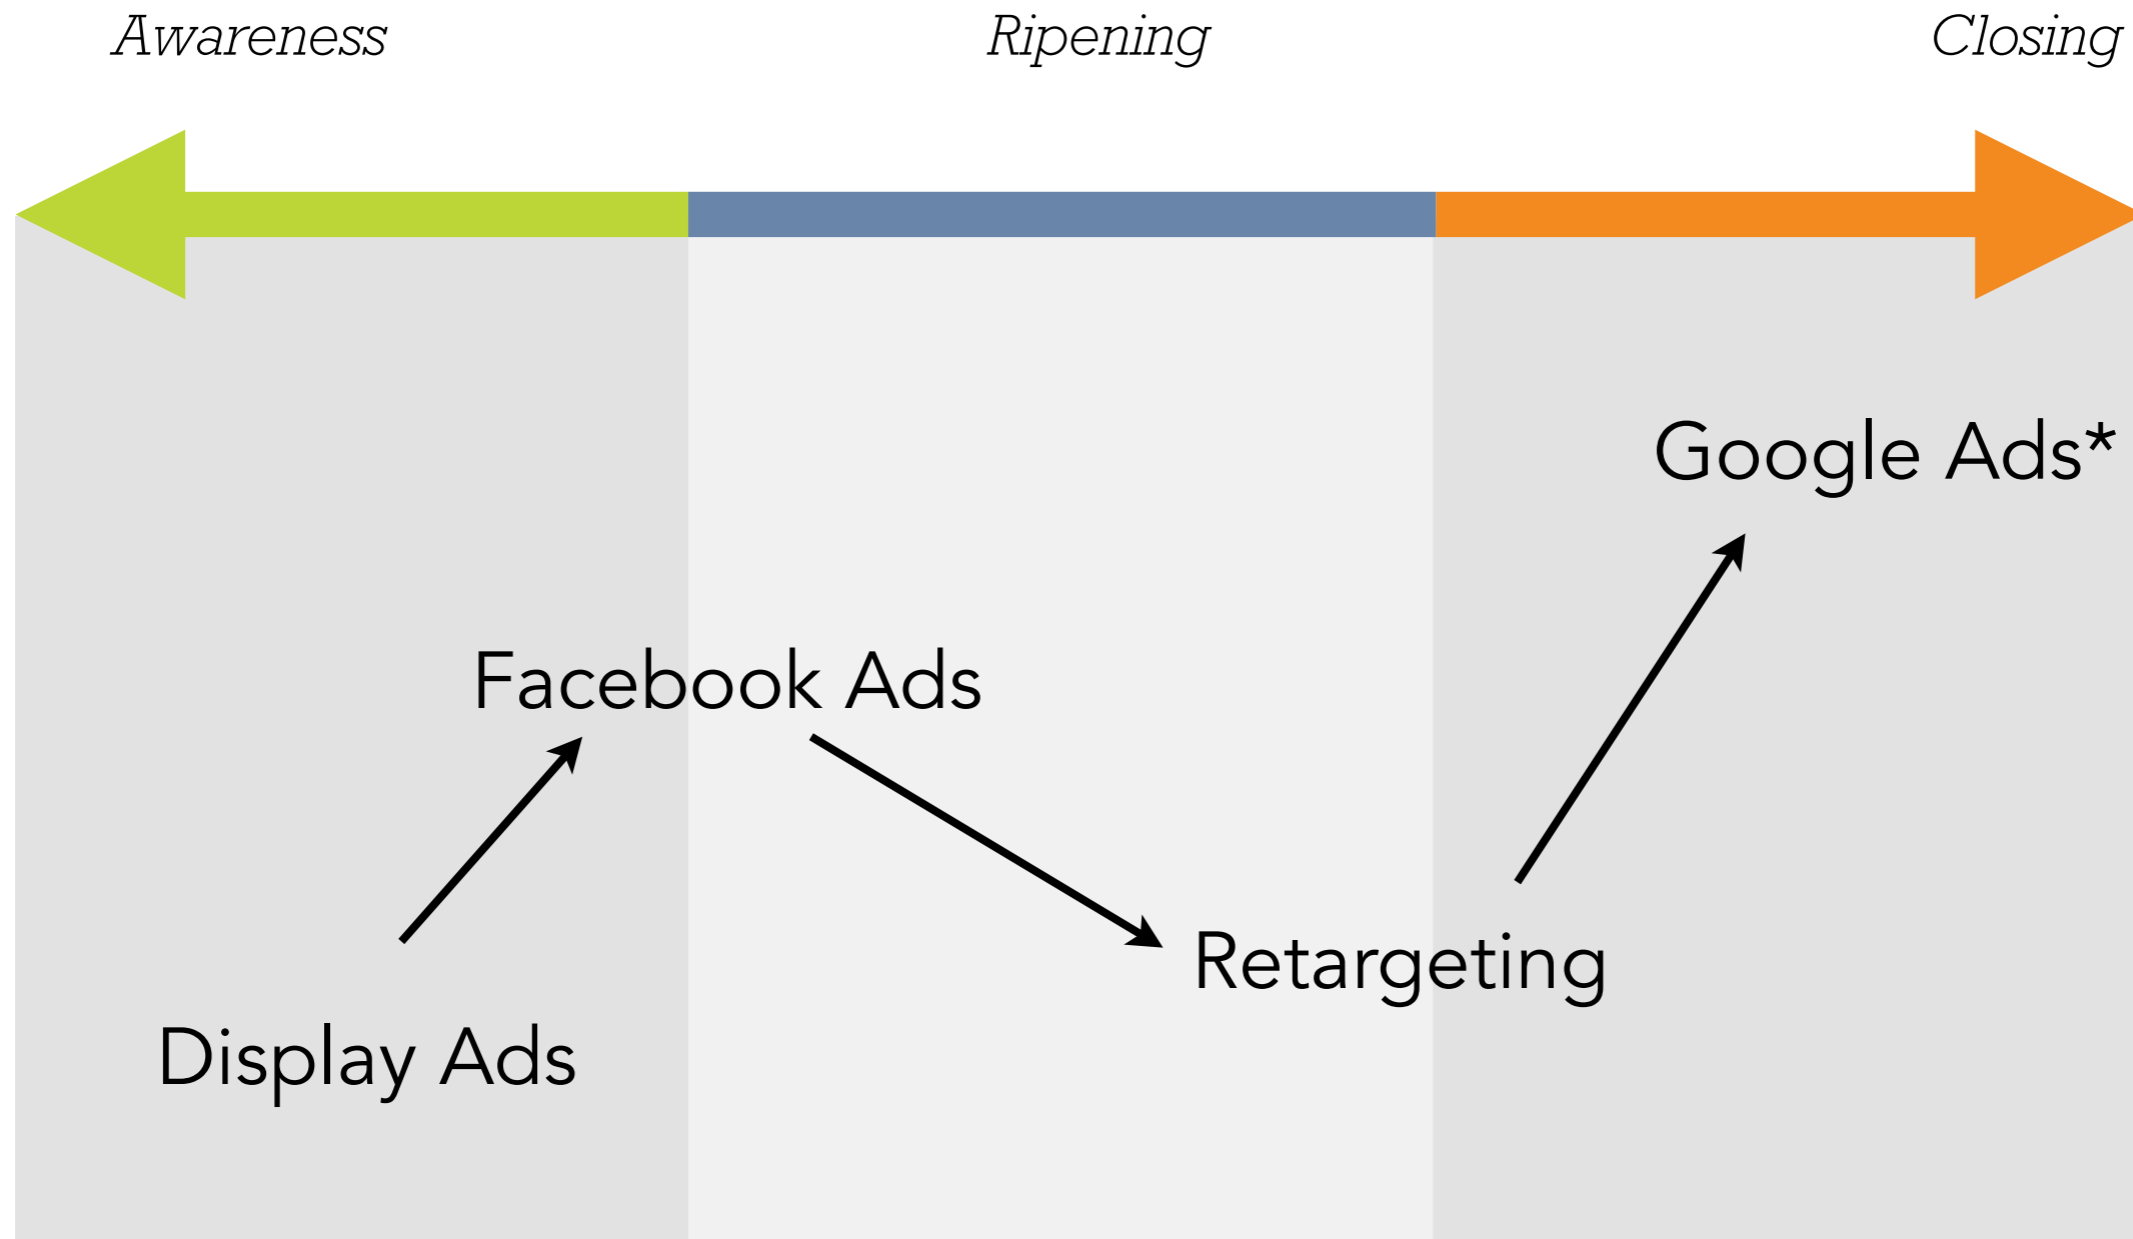 Awareness
Ripening
Closing
Google Ads*
Facebook Ads
Retargeting
Display Ads